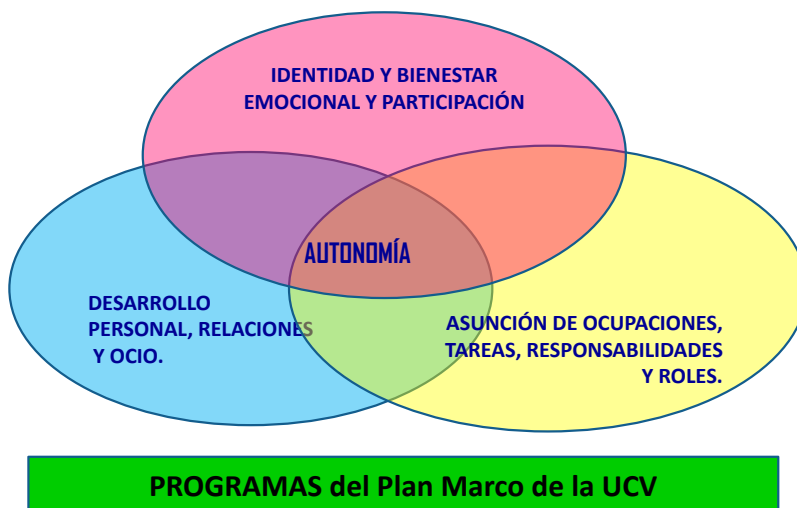 IDENTIDAD Y BIENESTAR
EMOCIONAL Y PARTICIPACIÓN
AUTONOMÍA
DESARROLLO
PERSONAL, RELACIONES
Y OCIO.
ASUNCIÓN DE OCUPACIONES,
TAREAS, RESPONSABILIDADES
Y ROLES.
PROGRAMAS del Plan Marco de la UCV